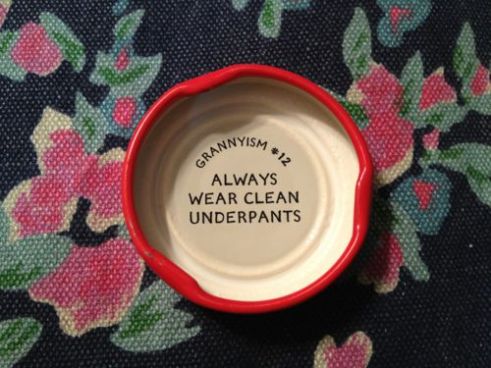 GRANNYISM #12
ALWAYS
WEAR CLEAN
UNDERPANTS